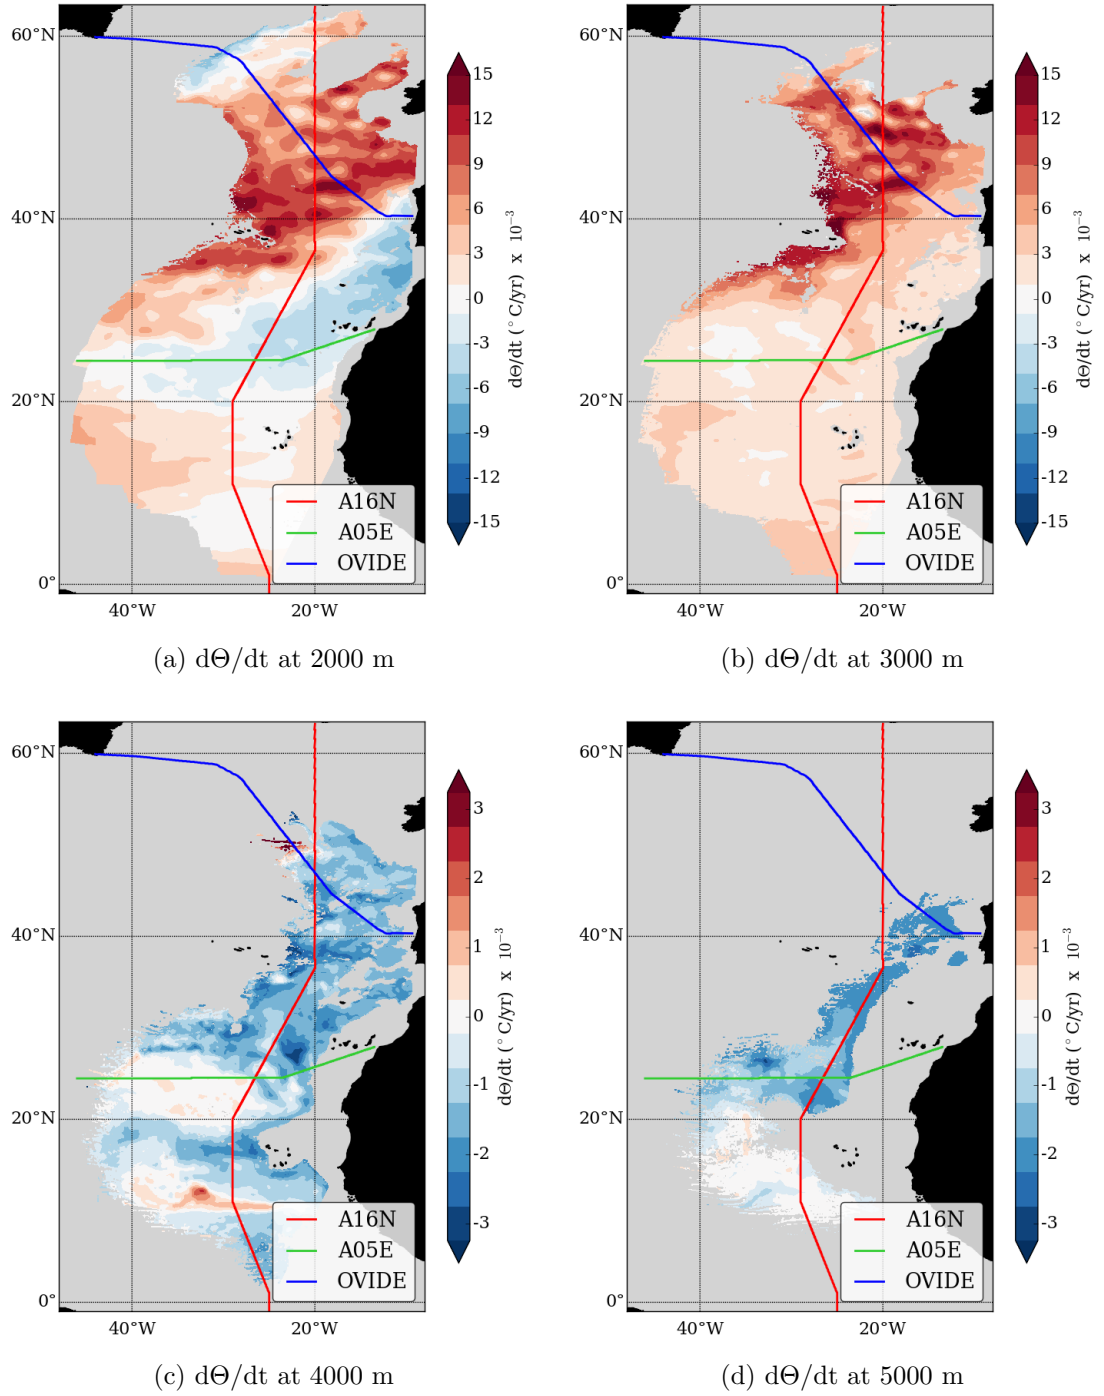 60°N
40°N
20°N
0°
40°W
20°W
A16N
A05E
OVIDE
15
12
9
6
3
0
-3
-6
-9
-12
-15
dΘ/dt (°C/yr) x 10⁻³
(a) dΘ/dt at 2000 m
60°N
40°N
20°N
0°
40°W
20°W
A16N
A05E
OVIDE
15
12
9
6
3
0
-3
-6
-9
-12
-15
dΘ/dt (°C/yr) x 10⁻³
(b) dΘ/dt at 3000 m
60°N
40°N
20°N
0°
40°W
20°W
A16N
A05E
OVIDE
3
2
1
0
-1
-2
-3
dΘ/dt (°C/yr) x 10⁻³
(c) dΘ/dt at 4000 m
60°N
40°N
20°N
0°
40°W
20°W
A16N
A05E
OVIDE
3
2
1
0
-1
-2
-3
dΘ/dt (°C/yr) x 10⁻³
(d) dΘ/dt at 5000 m